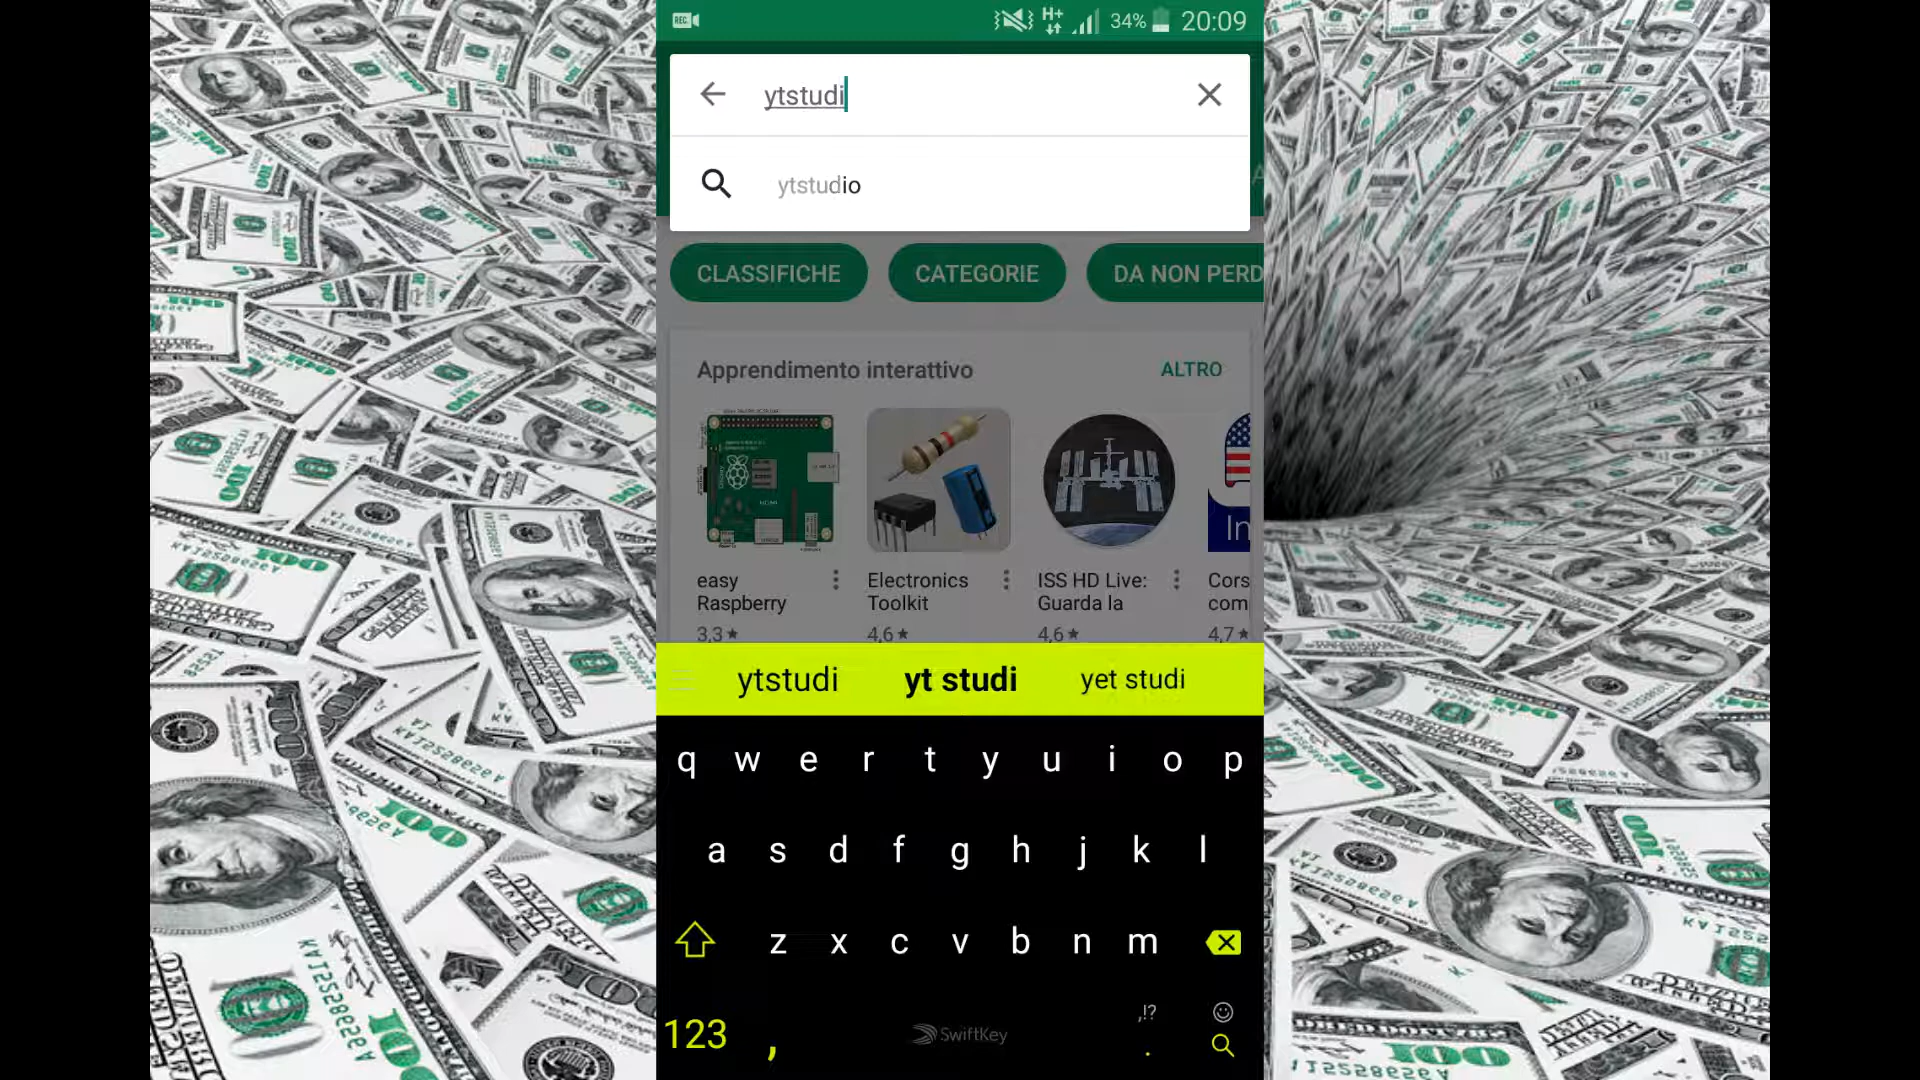 REC
H+ 34% 20:09
ytstudi
ytstudio
CLASSIFICHE CATEGORIE DA NON PERD
Apprendimento interattivo ALTRO
easy Raspberry
Electronics Toolkit
ISS HD Live: Guarda la
Cors com
3,3★ 4,6★ 4,6★ 4,7★
ytstudi yt studi yet studi
q w e r t y u i o p
a s d f g h j k l
z x c v b n m
,!?
123 , SwiftKey .